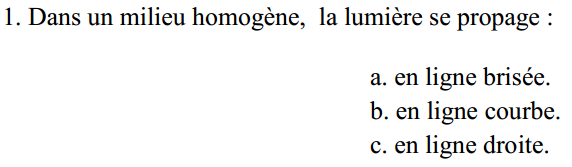 1. Dans un milieu homogène, la lumière se propage :
a. en ligne brisée.
b. en ligne courbe.
c. en ligne droite.